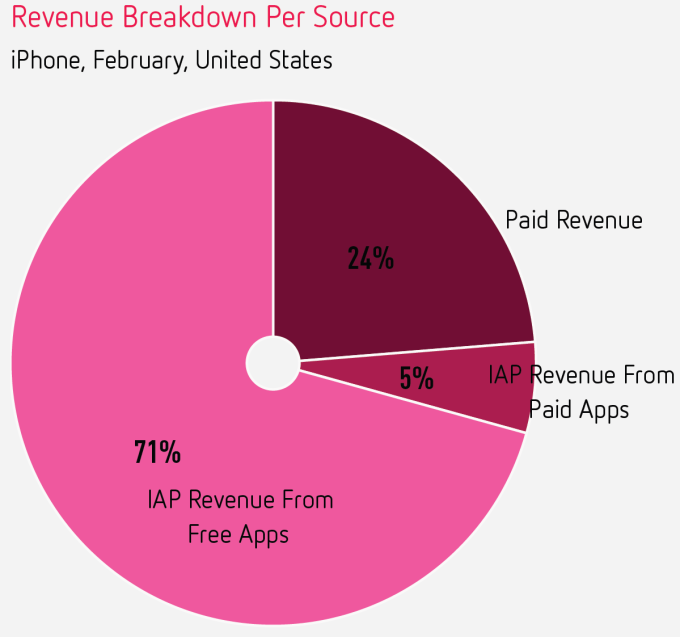 Revenue Breakdown Per Source
iPhone, February, United States
Paid Revenue
24%
IAP Revenue From
Paid Apps
5%
71%
IAP Revenue From
Free Apps